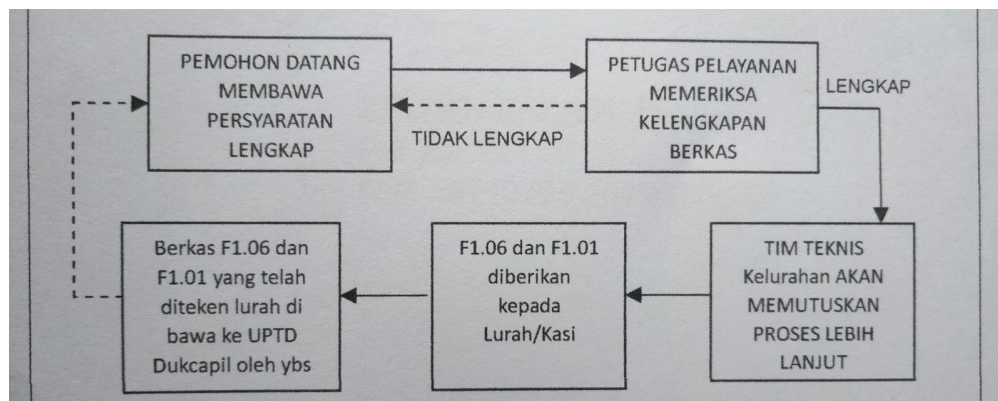 PEMOHON DATANG
MEMBAWA
PERSYARATAN
LENGKAP
TIDAK LENGKAP
PETUGAS PELAYANAN
MEMERIKSA
KELENGKAPAN
BERKAS
LENGKAP
TIM TEKNIS
Kelurahan AKAN
MEMUTUSKAN
PROSES LEBIH
LANJUT
F1.06 dan F1.01
diberikan
kepada
Lurah/Kasi
Berkas F1.06 dan
F1.01 yang telah
diteken lurah di
bawa ke UPTD
Dukcapil oleh ybs